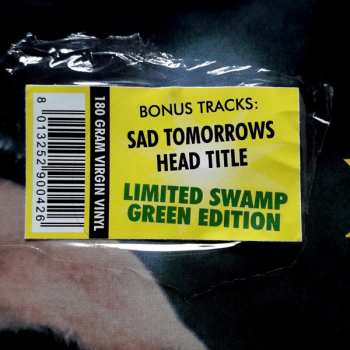 BONUS TRACKS:
SAD TOMORROWS
HEAD TITLE
LIMITED SWAMP
GREEN EDITION
180 GRAM VIRGIN VINYL
8 013252 900426